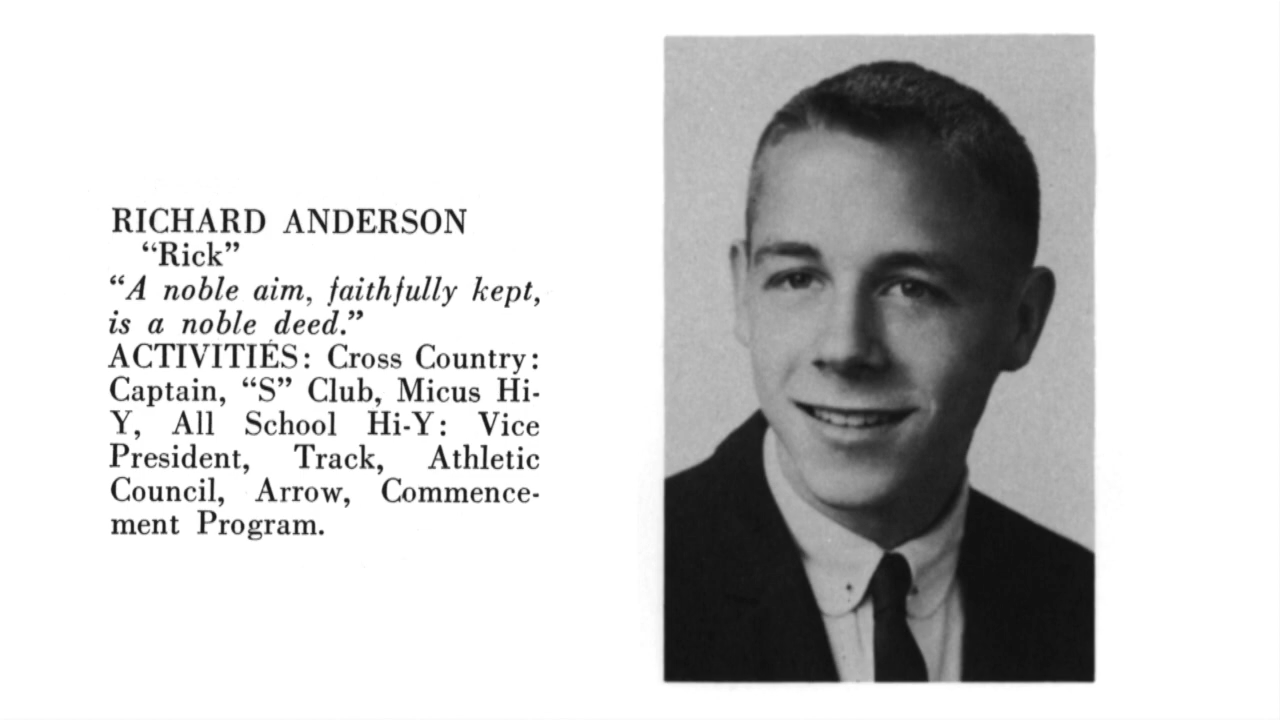 RICHARD ANDERSON
“Rick”
“A noble aim, faithfully kept,
is a noble deed.”
ACTIVITIES: Cross Country:
Captain, “S” Club, Micus Hi-
Y, All School Hi-Y: Vice
President, Track, Athletic
Council, Arrow, Commence-
ment Program.